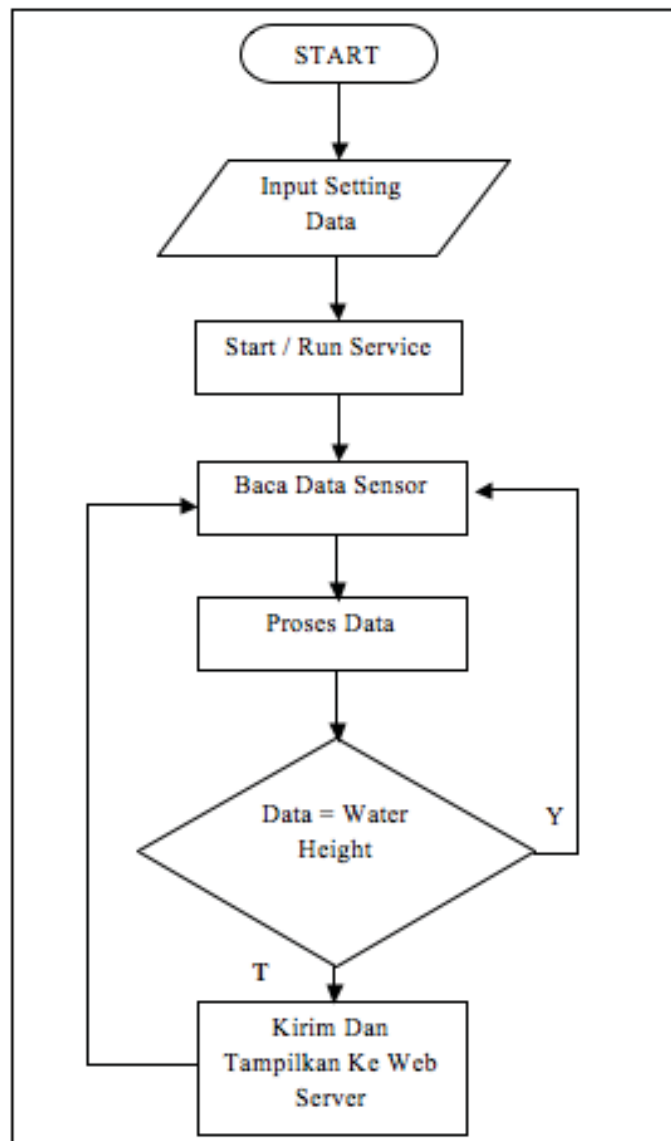 START
Input Setting
Data
Start / Run Service
Baca Data Sensor
Proses Data
Data = Water
Height
Y
T
Kirim Dan
Tampilkan Ke Web
Server